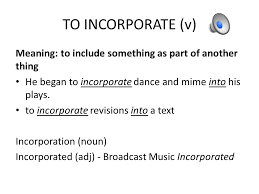 TO INCORPORATE (v)
Meaning: to include something as part of another
thing
• He began to incorporate dance and mime into his
plays.
• to incorporate revisions into a text
Incorporation (noun)
Incorporated (adj) - Broadcast Music Incorporated